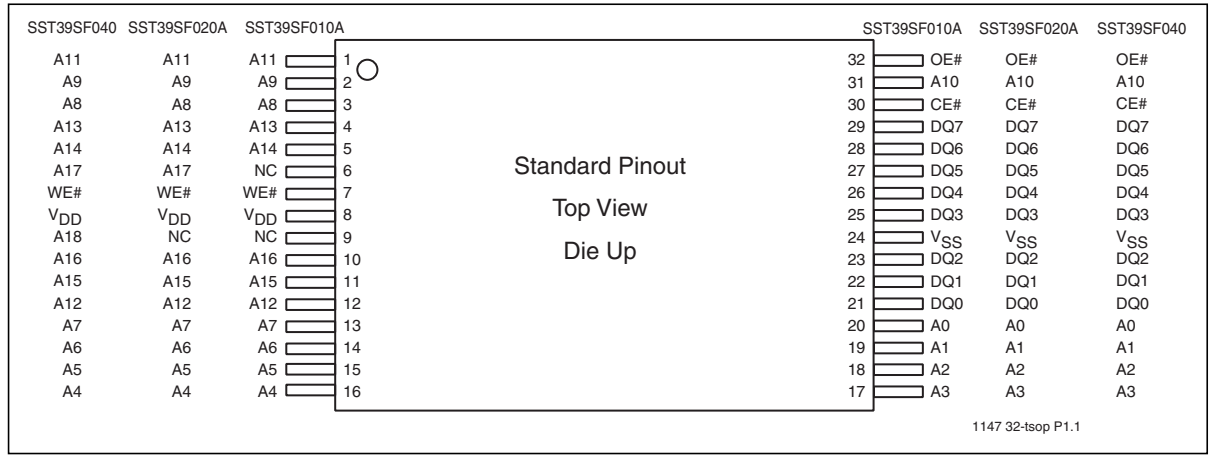 SST39SF040 SST39SF020A SST39SF010A SST39SF010A SST39SF020A SST39SF040
A11 A11 A11 1 32 OE# OE# OE#
A9 A9 A9 2 31 A10 A10 A10
A8 A8 A8 3 30 CE# CE# CE#
A13 A13 A13 4 29 DQ7 DQ7 DQ7
A14 A14 A14 5 28 DQ6 DQ6 DQ6
A17 A17 NC 6 Standard Pinout 27 DQ5 DQ5 DQ5
WE# WE# WE# 7 26 DQ4 DQ4 DQ4
VDD VDD VDD 8 Top View 25 DQ3 DQ3 DQ3
A18 NC NC 9 24 VSS VSS VSS
A16 A16 A16 10 Die Up 23 DQ2 DQ2 DQ2
A15 A15 A15 11 22 DQ1 DQ1 DQ1
A12 A12 A12 12 21 DQ0 DQ0 DQ0
A7 A7 A7 13 20 A0 A0 A0
A6 A6 A6 14 19 A1 A1 A1
A5 A5 A5 15 18 A2 A2 A2
A4 A4 A4 16 17 A3 A3 A3
1147 32-tsop P1.1